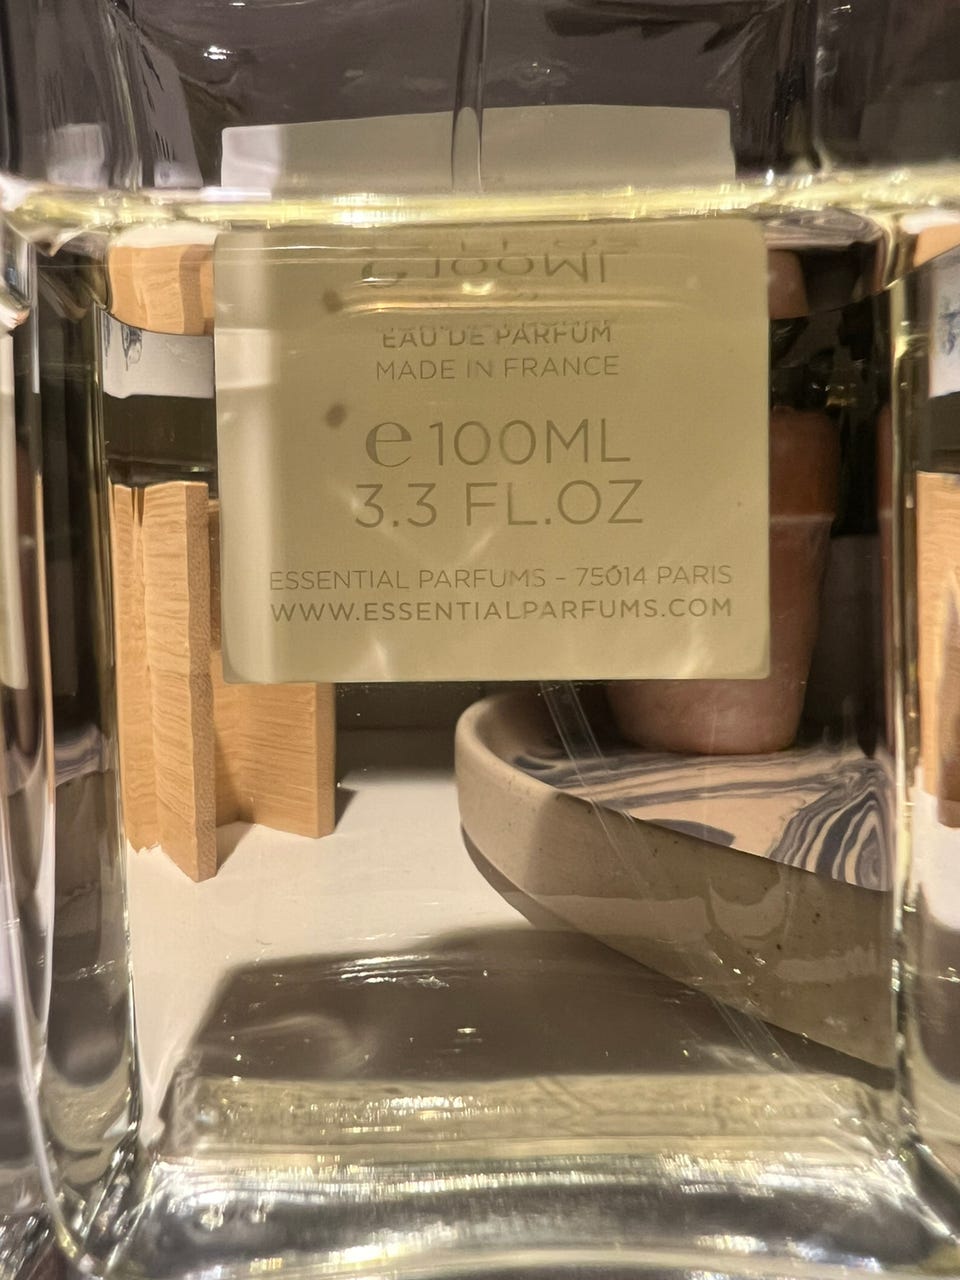 EAU DE PARFUM
MADE IN FRANCE
e 100ML
3.3 FL.OZ
ESSENTIAL PARFUMS - 75014 PARIS
WWW.ESSENTIALPARFUMS.COM